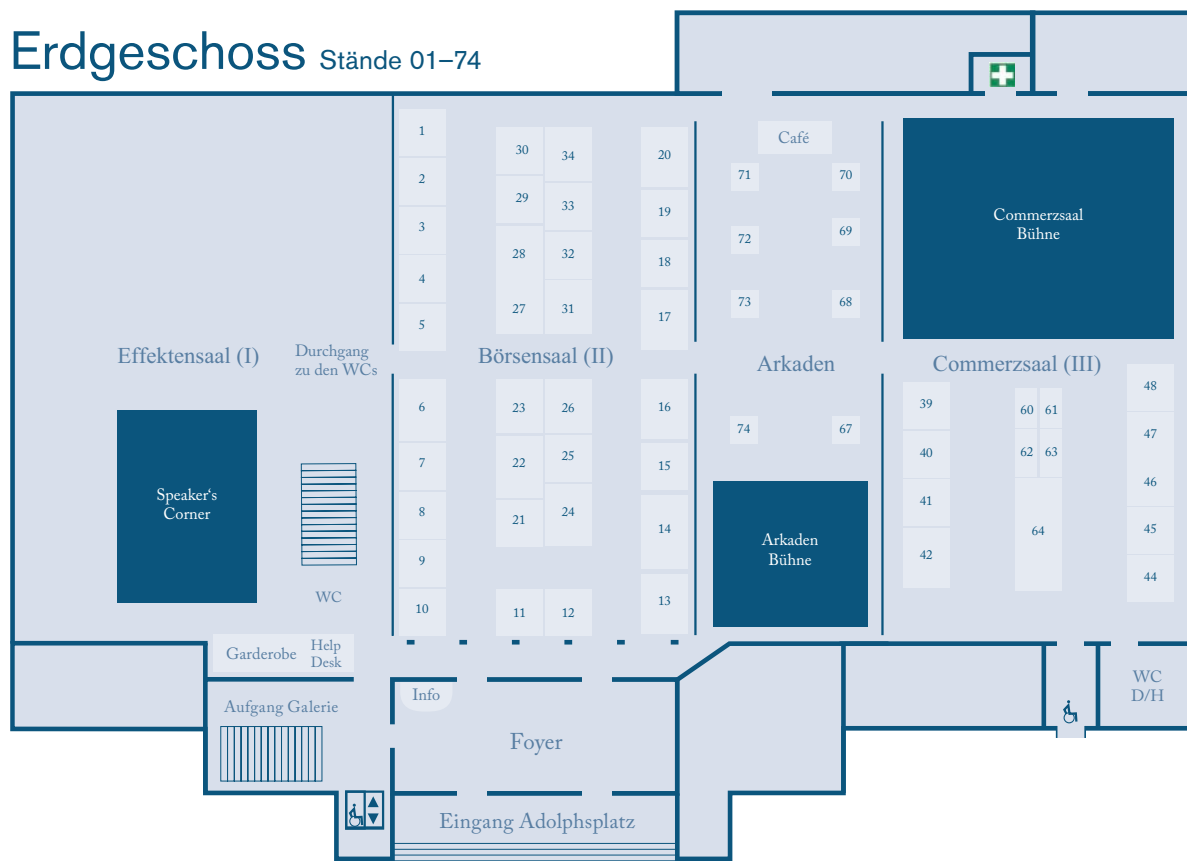 Erdgeschoss Stände 01–74
1
2
3
4
5
6
7
8
9
10
30
29
28
27
34
33
32
31
20
19
18
17
23
22
21
26
25
24
11
12
16
15
14
13
Café
71
70
72
69
73
68
74
67
Commerzsaal
Bühne
Effektensaal (I)
Durchgang
zu den WCs
Börsensaal (II)
Arkaden
Commerzsaal (III)
Speaker‘s
Corner
WC
Arkaden
Bühne
39
40
41
42
60
61
62
63
64
48
47
46
45
44
Garderobe
Help
Desk
Aufgang Galerie
Info
Foyer
Eingang Adolphsplatz
WC
D/H